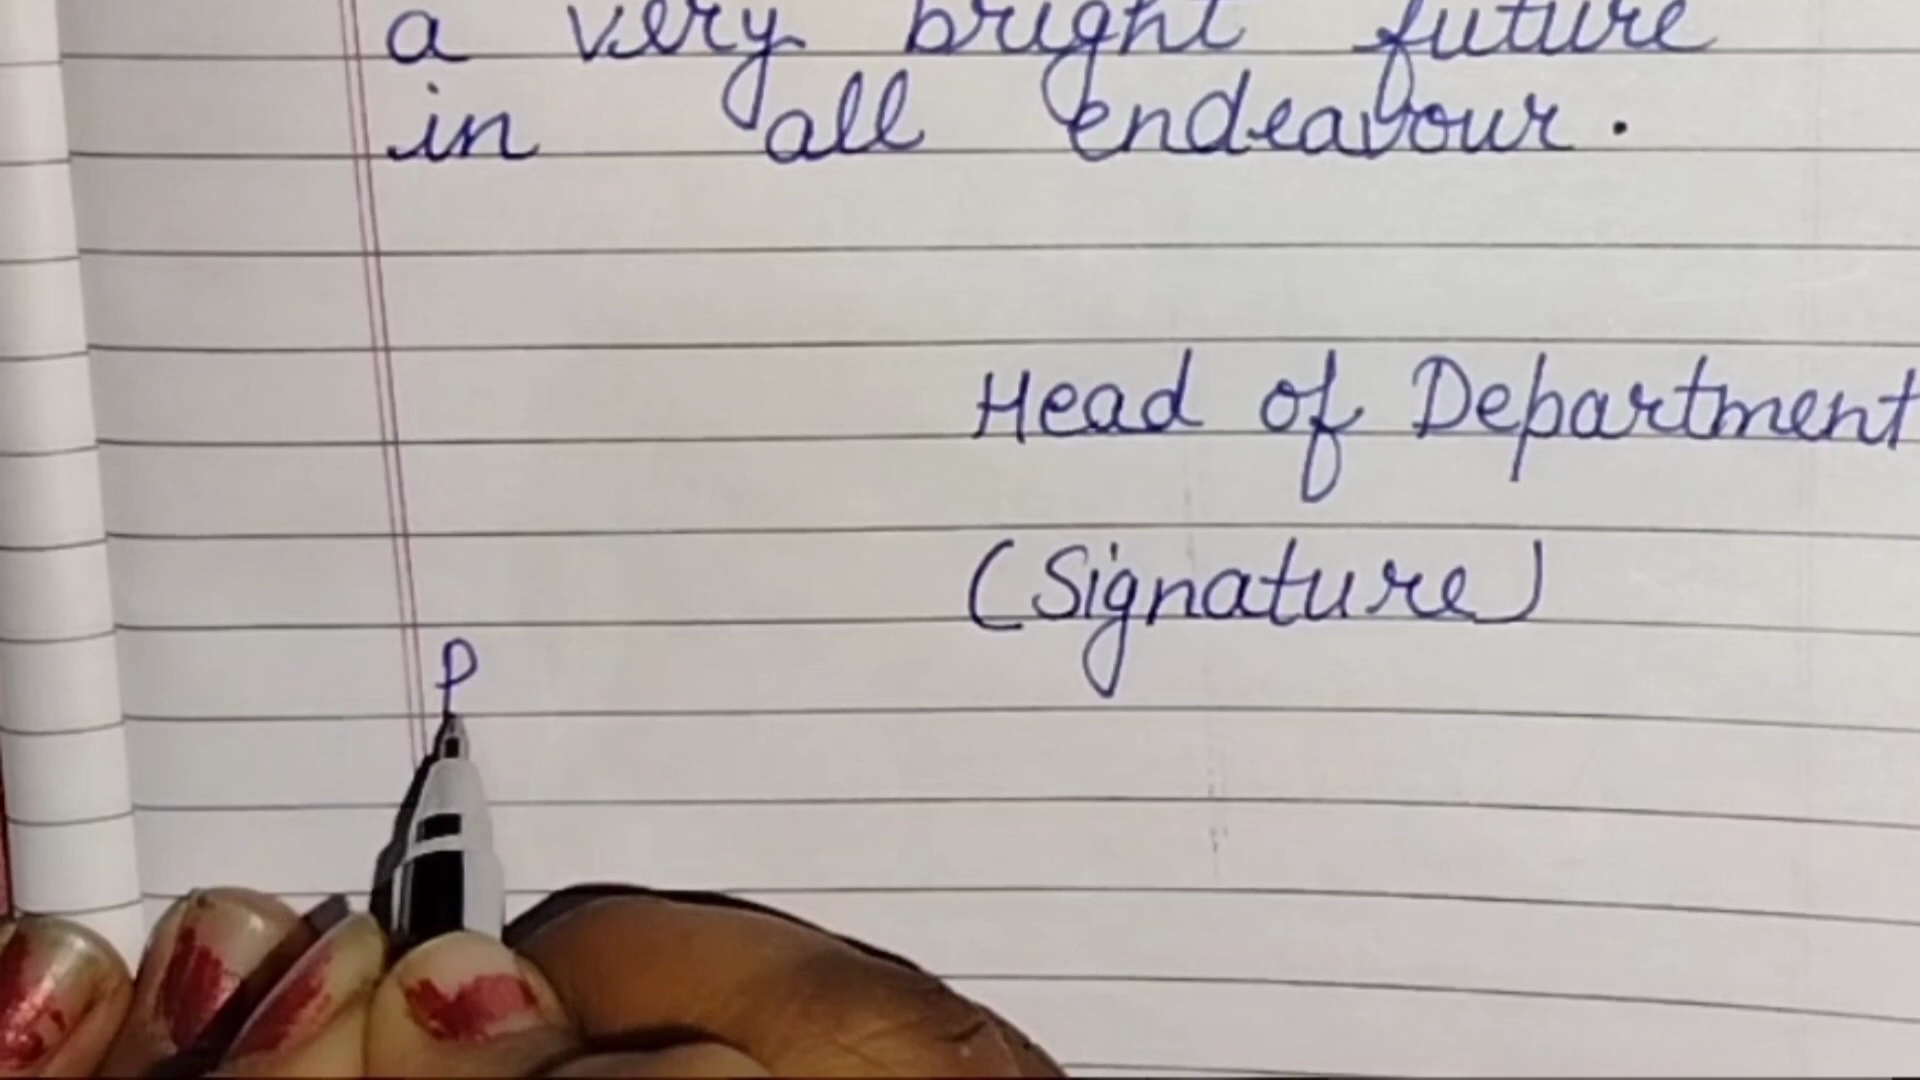 a very bright future
in all endeavour.
Head of Department
(Signature)
P